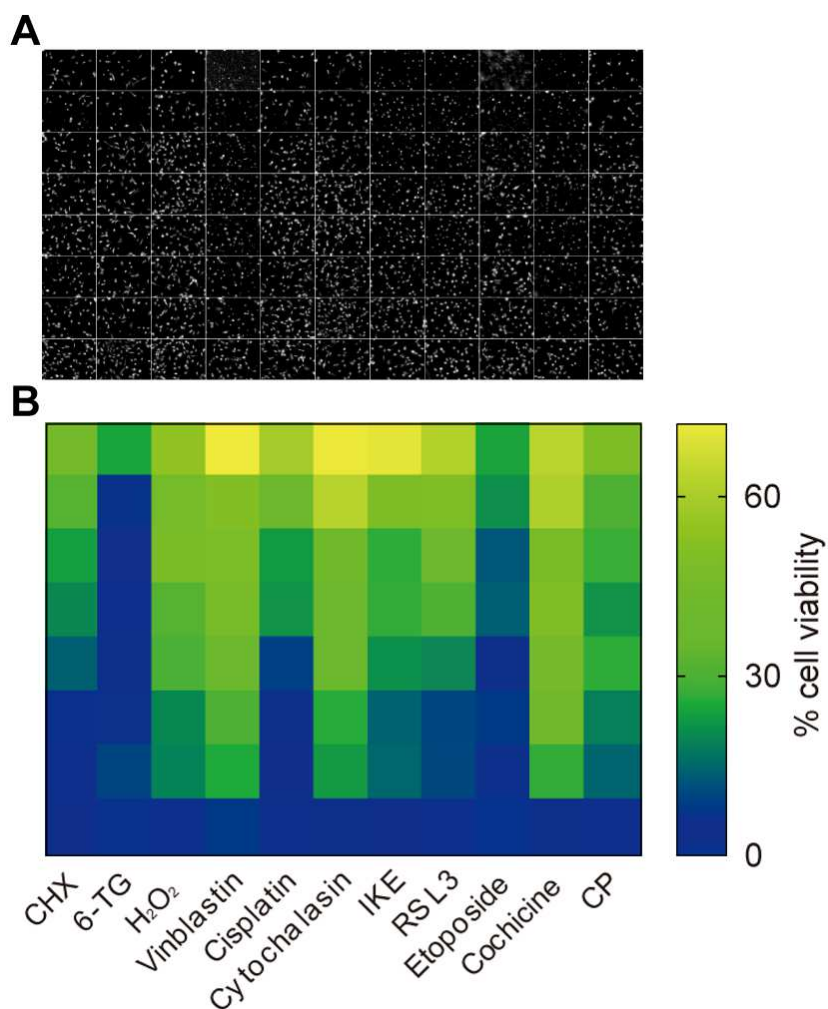 A
B
60
30
0
% cell viability
CHX
6-TG
H₂O₂
Vinblastin
Cisplatin
Cytochalasin
IKE
RSL3
Etoposide
Cochicine
CP